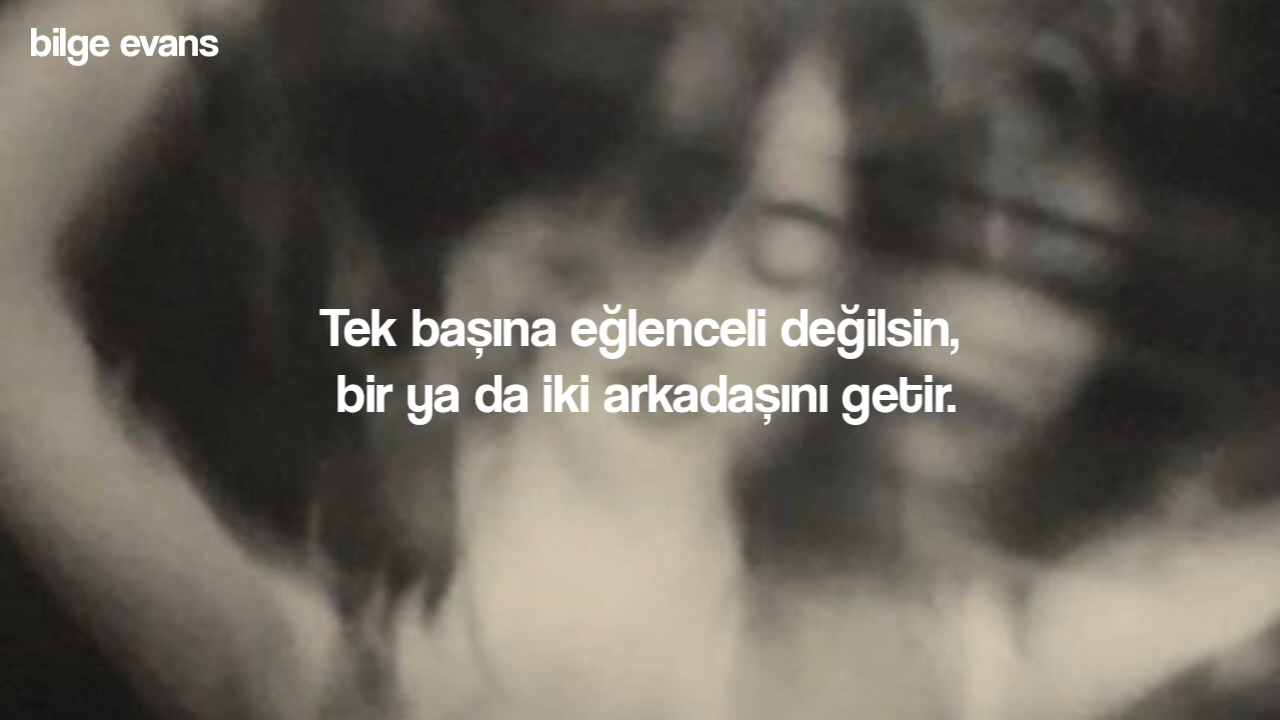 bilge evans
Tek başına eğlenceli değilsin,
bir ya da iki arkadaşını getir.